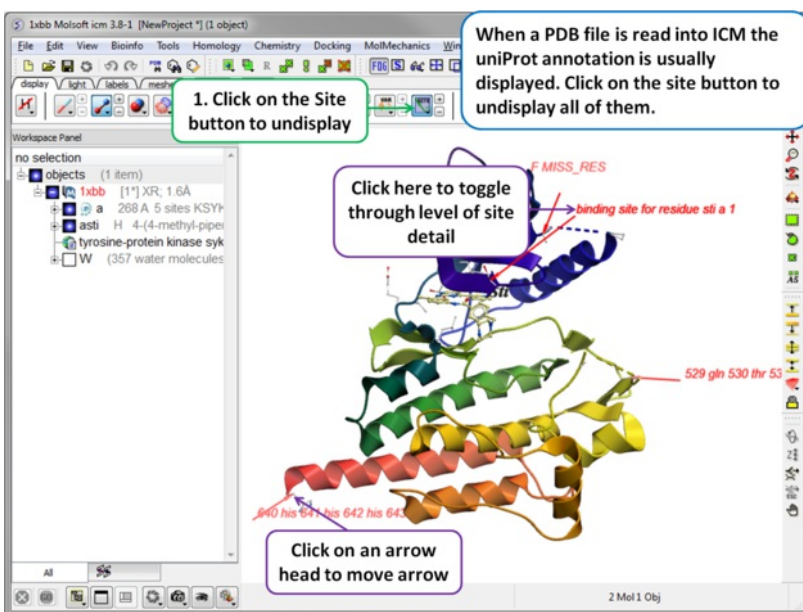 1xbb Molsoft icm 3.8-1 [NewProject *] (1 object)
When a PDB file is read into ICM the
uniProt annotation is usually
displayed. Click on the site button to
undisplay all of them.
File Edit View Bioinfo Tools Homology Chemistry Docking MolMechanics
display light labels
1. Click on the Site
button to undisplay
Workspace Panel
no selection
objects (1 item)
1xbb [1*] XR; 1.6Å
a 268 A 5 sites KSYK
asti H 4-(4-methyl-piper
tyrosine-protein kinase syk
W (357 water molecules
F MISS_RES
Click here to toggle
through level of site
detail
binding site for residue sti a 1
Sti
529 gln 530 thr 53
640 his 641 his 642 his 643
Click on an arrow
head to move arrow
All
2 Mol 1 Obj